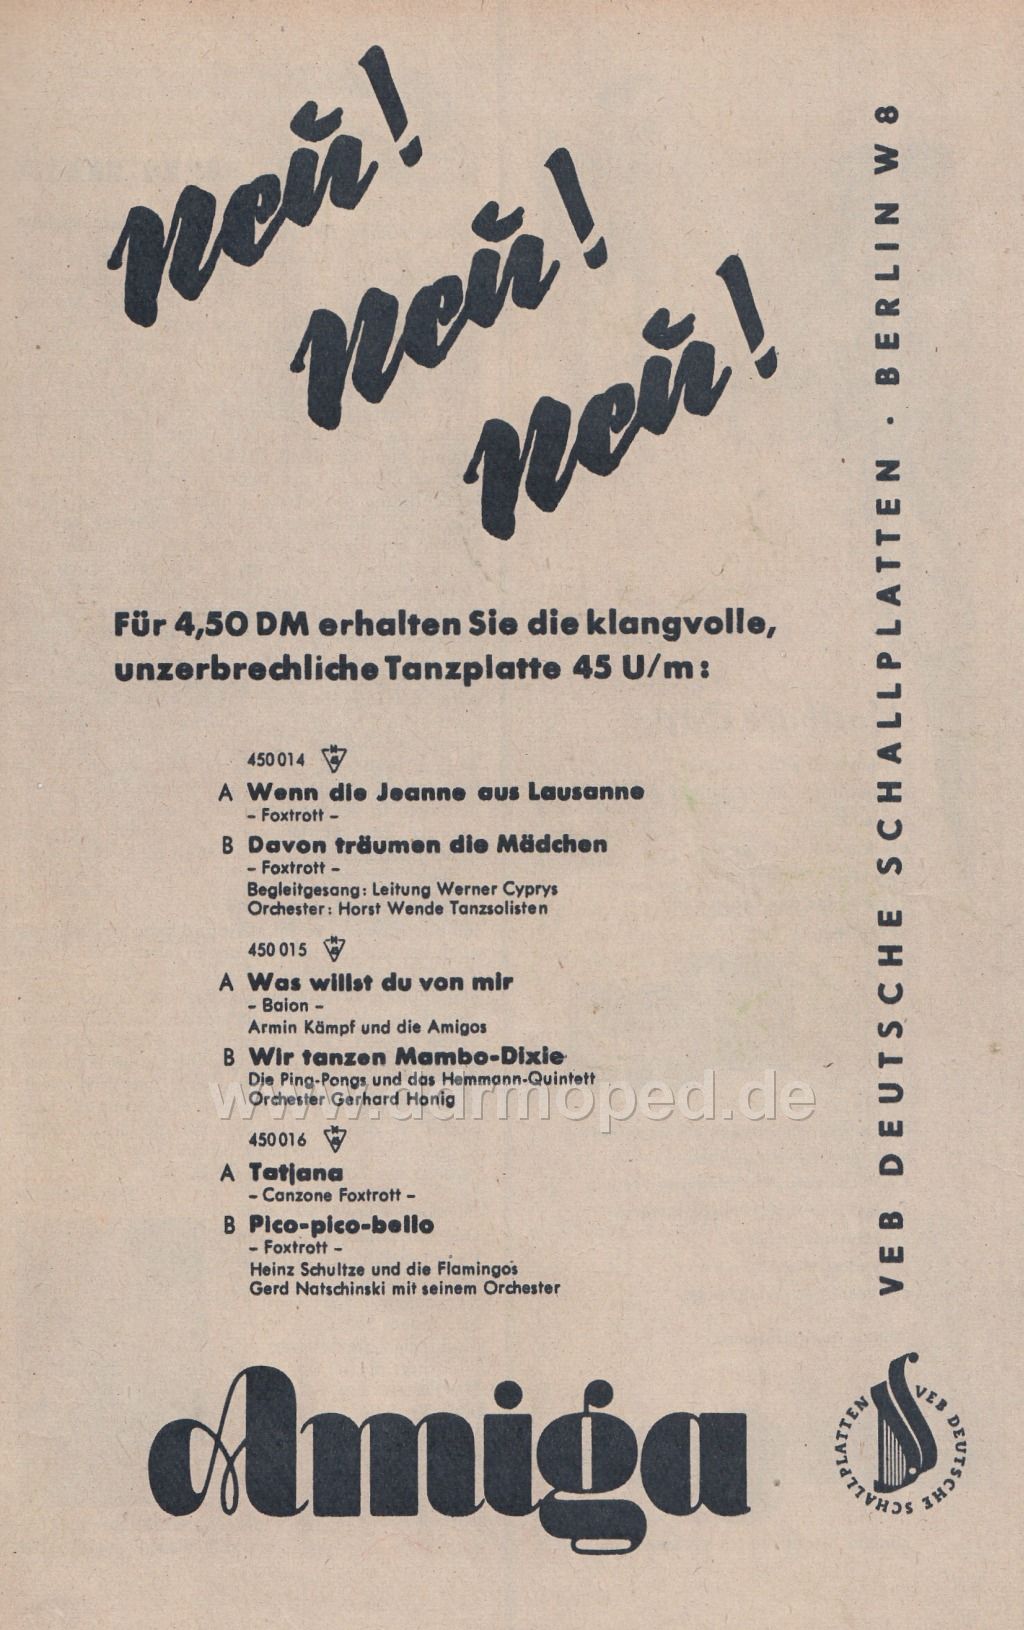 Neu!
Neu!
Neu!
Für 4,50 DM erhalten Sie die klangvolle,
unzerbrechliche Tanzplatte 45 U/m:
450014 N 4
A Wenn die Jeanne aus Lausanne
– Foxtrott –
B Davon träumen die Mädchen
– Foxtrott –
Begleitgesang: Leitung Werner Cyprys
Orchester: Horst Wende Tanzsolisten
450015 N 4
A Was willst du von mir
– Baion –
Armin Kämpf und die Amigos
B Wir tanzen Mambo-Dixie
Die Ping-Pongs und das Hemmann-Quintett
Orchester Gerhard Honig
www.ddrmoped.de
450016 N 4
A Tatjana
– Canzone Foxtrott –
B Pico-pico-bello
– Foxtrott –
Heinz Schultze und die Flamingos
Gerd Natschinski mit seinem Orchester
Amiga
VEB DEUTSCHE SCHALLPLATTEN · BERLIN W 8
VEB DEUTSCHE SCHALLPLATTEN